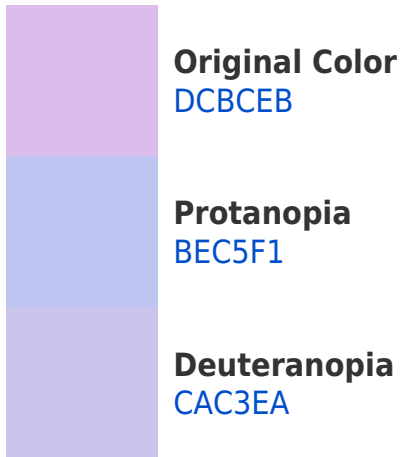 Original Color
DCBCEB
Protanopia
BEC5F1
Deuteranopia
CAC3EA